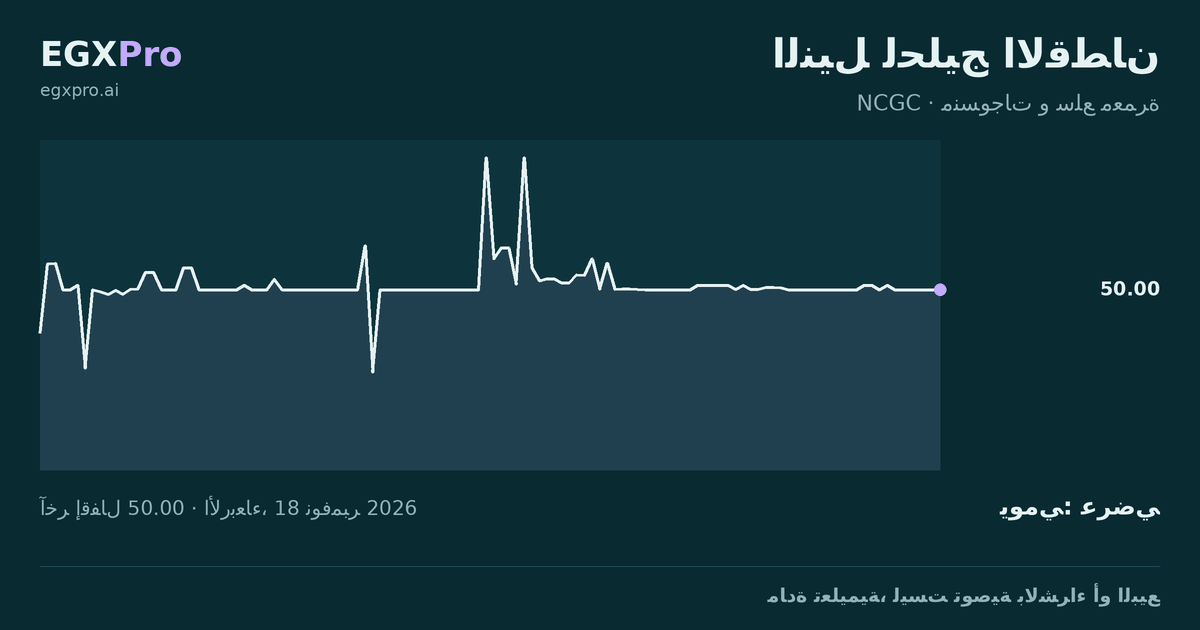 EGXPro
egxpro.ai
النيل لحليج الاقطان
NCGC · منسوجات و سلع معمرة
50.00
آخر إقفال 50.00 · الأربعاء، 18 نوفمبر 2026
يومي: عرضي
مادة تعليمية، ليست توصية بالشراء أو البيع